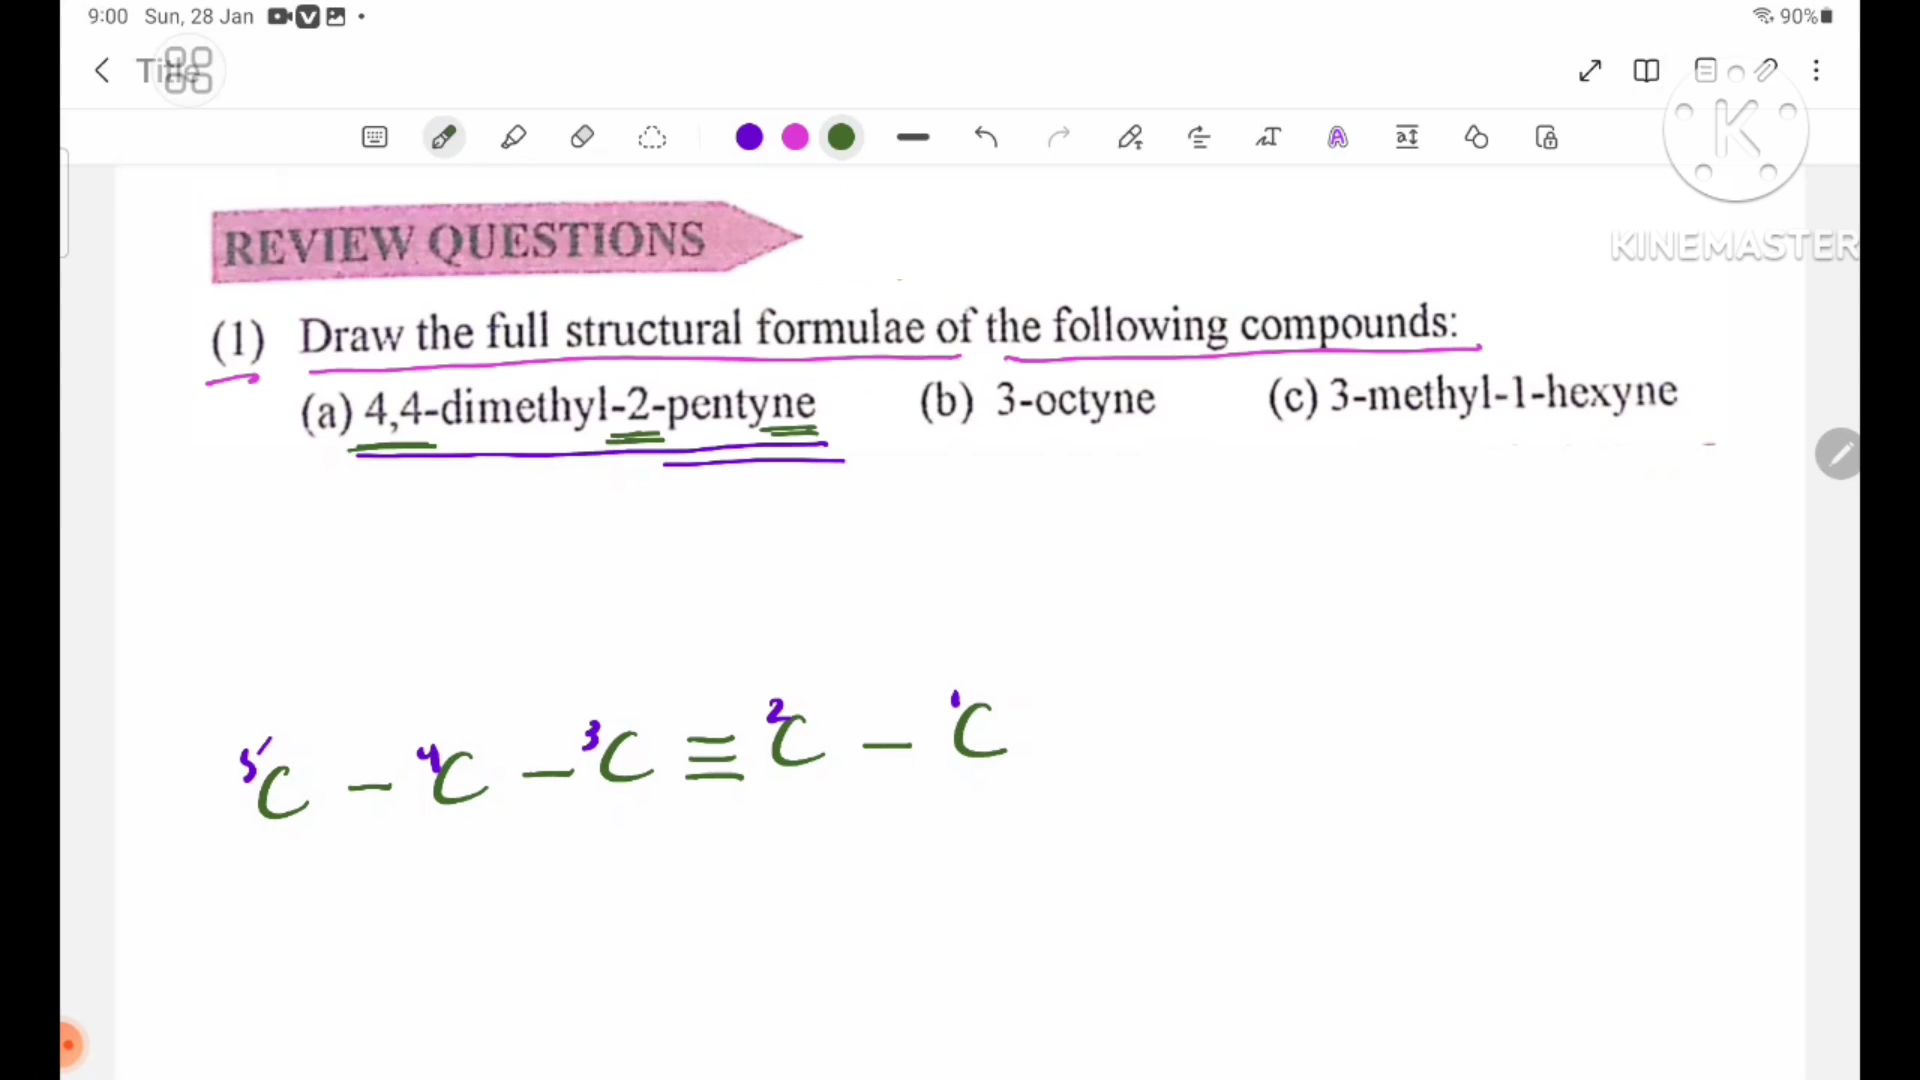 9:00 Sun, 28 Jan 90%
Title
KINEMASTER
REVIEW QUESTIONS
(1) Draw the full structural formulae of the following compounds:
(a) 4,4-dimethyl-2-pentyne (b) 3-octyne (c) 3-methyl-1-hexyne
5C - 4C - 3C ≡ 2C - 1C